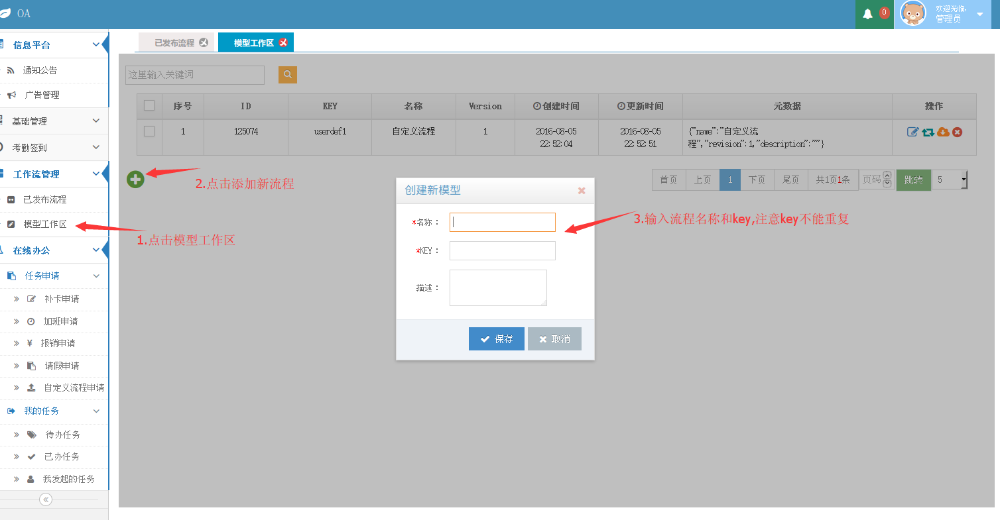 OA
0
欢迎光临,
管理员
信息平台
通知公告
广告管理
基础管理
考勤签到
工作流管理
已发布流程
模型工作区
在线办公
任务申请
补卡申请
加班申请
¥ 报销申请
请假申请
自定义流程申请
我的任务
待办任务
已办任务
我发起的任务
已发布流程
模型工作区
这里输入关键词
序号 ID KEY 名称 Version 创建时间 更新时间 元数据 操作
1 125074 userdef1 自定义流程 1 2016-08-05 2016-08-05 {"name":"自定义流
22:52:04 22:52:51 程","revision":1,"description":""}
首页 上页 1 下页 尾页 共1页1条 页码 跳转 5
2.点击添加新流程
1.点击模型工作区
3.输入流程名称和key,注意key不能重复
创建新模型
*名称：
*KEY：
描述：
保存 取消